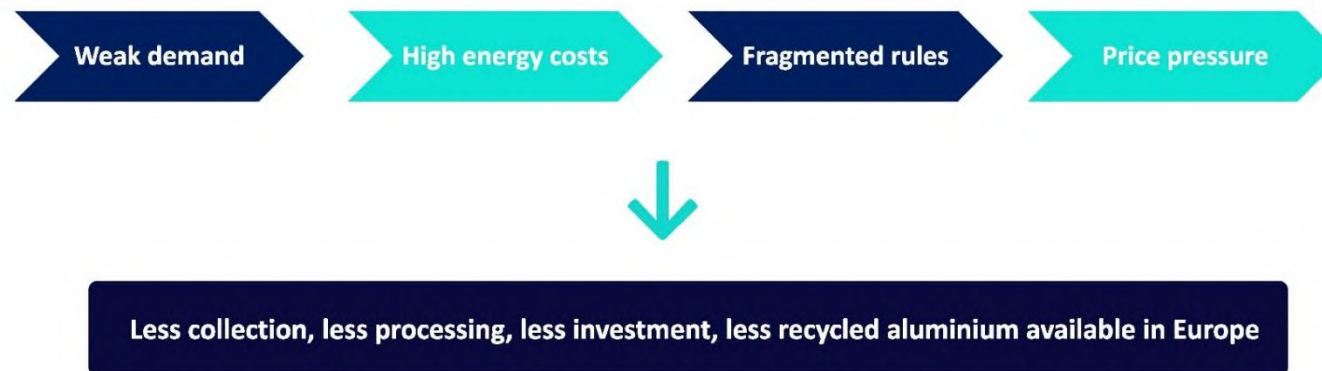 Weak demand
High energy costs
Fragmented rules
Price pressure
Less collection, less processing, less investment, less recycled aluminium available in Europe